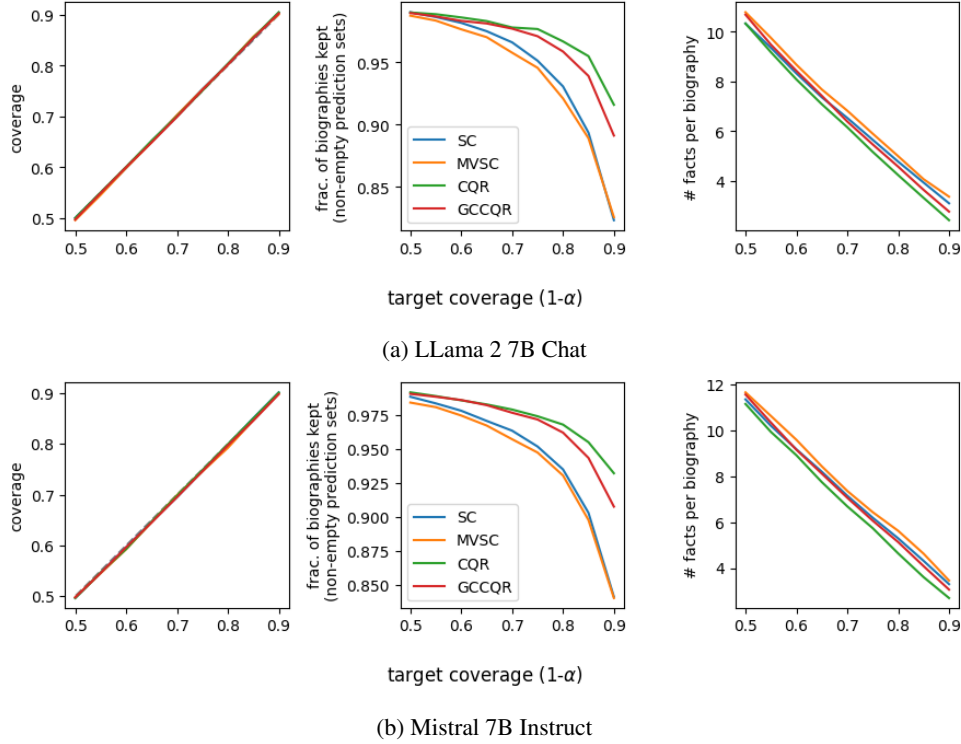 coverage
0.9
0.8
0.7
0.6
0.5
0.5 0.6 0.7 0.8 0.9
frac. of biographies kept
(non-empty prediction sets)
0.95
0.90
0.85
SC
MVSC
CQR
GCCQR
0.5 0.6 0.7 0.8 0.9
# facts per biography
10
8
6
4
0.5 0.6 0.7 0.8 0.9
target coverage (1-α)
(a) LLama 2 7B Chat
coverage
0.9
0.8
0.7
0.6
0.5
0.5 0.6 0.7 0.8 0.9
frac. of biographies kept
(non-empty prediction sets)
0.975
0.950
0.925
0.900
0.875
0.850
SC
MVSC
CQR
GCCQR
0.5 0.6 0.7 0.8 0.9
# facts per biography
12
10
8
6
4
0.5 0.6 0.7 0.8 0.9
target coverage (1-α)
(b) Mistral 7B Instruct